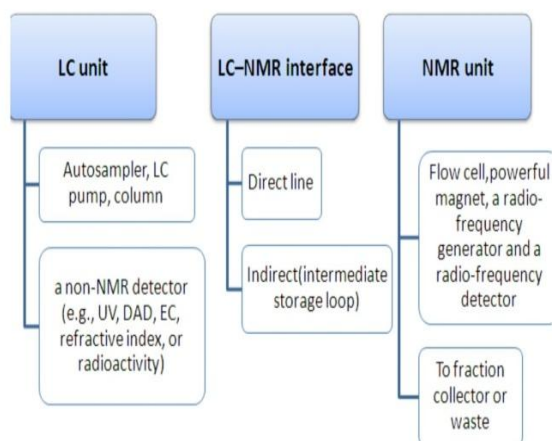 LC unit
Autosampler, LC
pump, column
a non-NMR detector
(e.g., UV, DAD, EC,
refractive index, or
radioactivity)
LC–NMR interface
Direct line
Indirect(intermediate
storage loop)
NMR unit
Flow cell,powerful
magnet, a radio-
frequency
generator and a
radio-frequency
detector
To fraction
collector or
waste